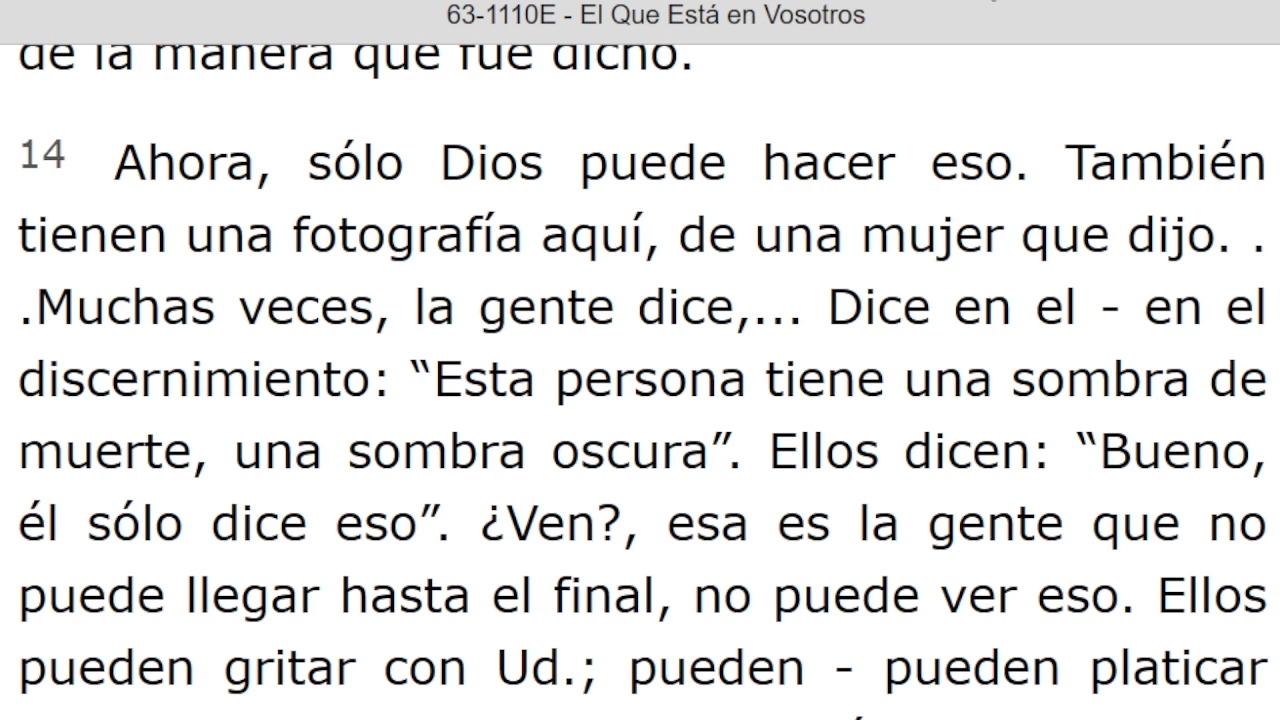 63-1110E - El Que Está en Vosotros
de la manera que fue dicho.
14 Ahora, sólo Dios puede hacer eso. También
tienen una fotografía aquí, de una mujer que dijo. .
.Muchas veces, la gente dice,... Dice en el - en el
discernimiento: “Esta persona tiene una sombra de
muerte, una sombra oscura”. Ellos dicen: “Bueno,
él sólo dice eso”. ¿Ven?, esa es la gente que no
puede llegar hasta el final, no puede ver eso. Ellos
pueden gritar con Ud.; pueden - pueden platicar